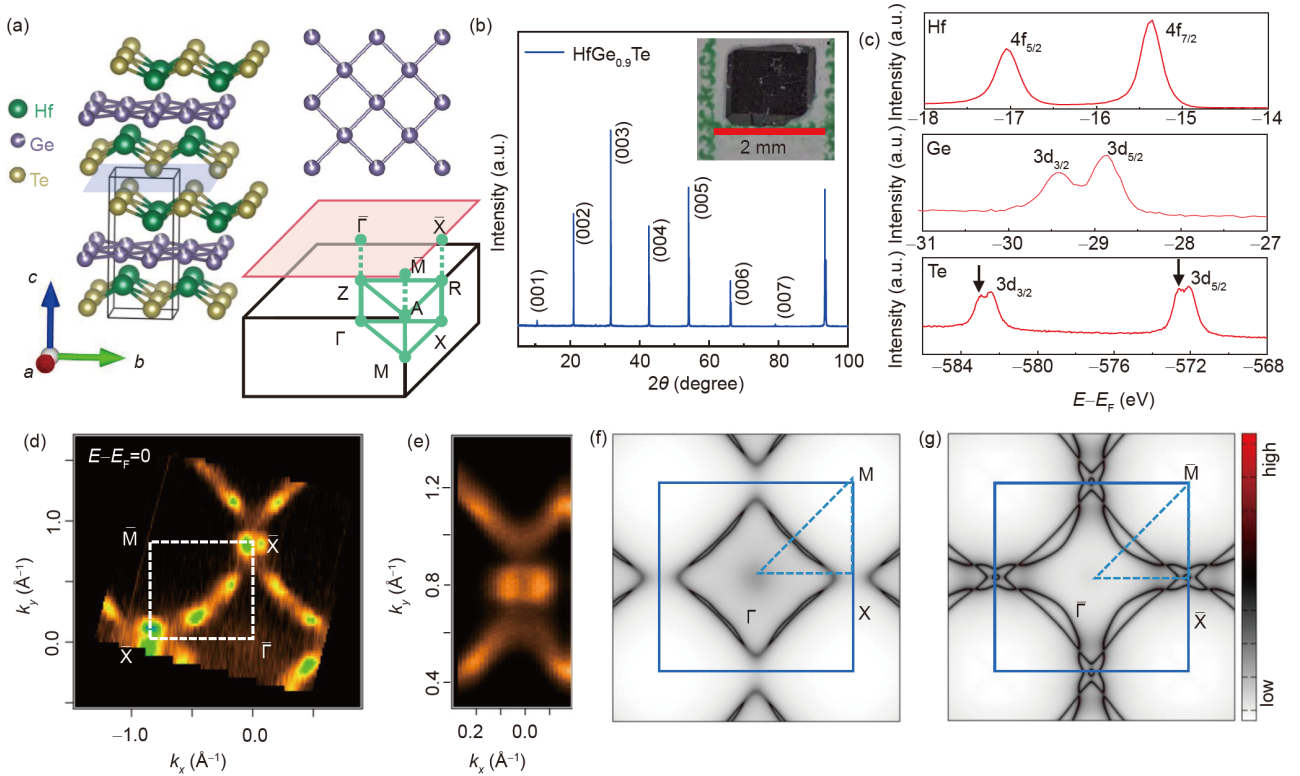 (a)
Hf
Ge
Te
c
a
b
Γ̅
X̅
M̅
Z
R
A
Γ
X
M
(b)
Intensity (a.u.)
HfGe₀.₉Te
2 mm
(001)
(002)
(003)
(004)
(005)
(006)
(007)
20 40 60 80 100
2θ (degree)
(c)
Intensity (a.u.)
Hf
4f5/2
4f7/2
−18 −17 −16 −15 −14
Intensity (a.u.)
Ge
3d3/2
3d5/2
−31 −30 −29 −28 −27
Intensity (a.u.)
Te
3d3/2
3d5/2
−584 −580 −576 −572 −568
E−EF (eV)
(d)
E−EF=0
M̅
X̅
X̅
Γ̅
ky (Å⁻¹)
1.0
0.0
−1.0 0.0
kx (Å⁻¹)
(e)
ky (Å⁻¹)
1.2
0.8
0.4
0.2 0.0
kx (Å⁻¹)
(f)
M
Γ
X
(g)
M̅
Γ̅
X̅
high
low